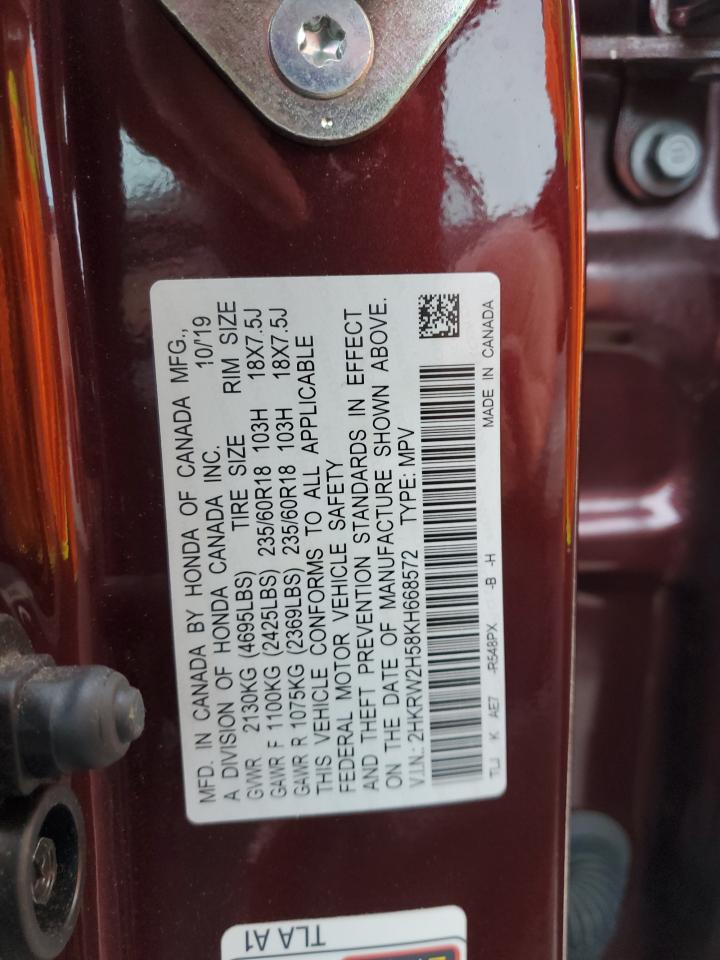 MFD. IN CANADA BY HONDA OF CANADA MFG.,
A DIVISION OF HONDA CANADA INC. 10/'19
GVWR 2130KG (4695LBS) TIRE SIZE RIM SIZE
GAWR F 1100KG (2425LBS) 235/60R18 103H 18X7.5J
GAWR R 1075KG (2369LBS) 235/60R18 103H 18X7.5J
THIS VEHICLE CONFORMS TO ALL APPLICABLE
FEDERAL MOTOR VEHICLE SAFETY
AND THEFT PREVENTION STANDARDS IN EFFECT
ON THE DATE OF MANUFACTURE SHOWN ABOVE.
V.I.N.: 2HKRW2H58KH668572 TYPE: MPV
K AE7 -R548PX -B -H MADE IN CANADA
TLA A1